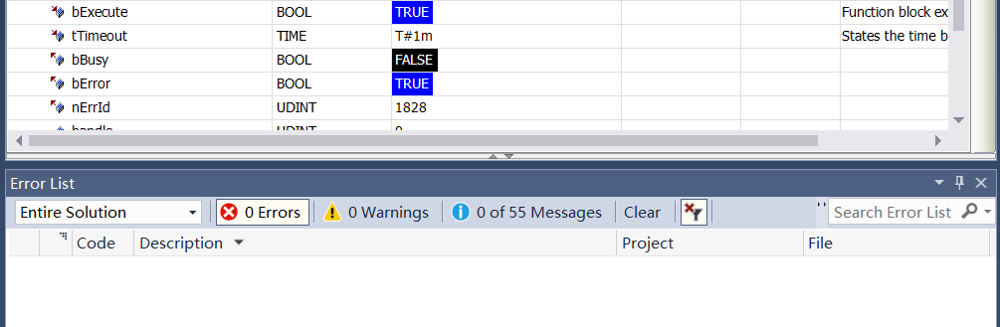 bExecute BOOL TRUE Function block ex
tTimeout TIME T#1m States the time b
bBusy BOOL FALSE
bError BOOL TRUE
nErrId UDINT 1828
handle UDINT 0
Error List
Entire Solution 0 Errors 0 Warnings 0 of 55 Messages Clear Search Error List
Code Description Project File